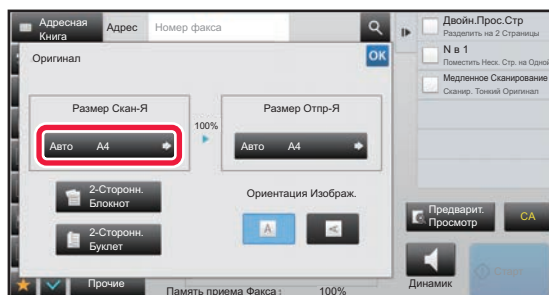 Адресная
Книга
Адрес
Номер факса
Двойн.Прос.Стр
Разделить на 2 Страницы
N в 1
Поместить Неск. Стр. на Одной
Медленное Сканирование
Сканир. Тонкий Оригинал
Оригинал
OK
Размер Скан-Я
100%
Размер Отпр-Я
Авто A4
Авто A4
2-Сторонн.
Блокнот
2-Сторонн.
Буклет
Ориентация Изображ.
A
A
Предварит.
Просмотр
CA
Прочие
Память приема Факса:
100%
Динамик
Старт